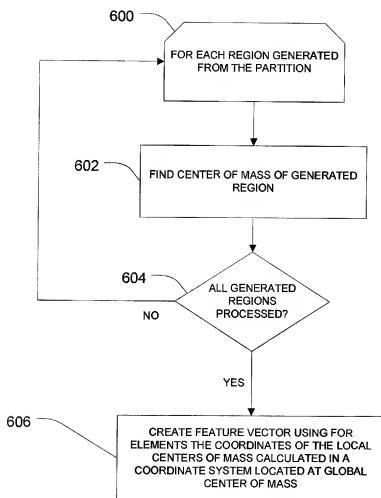 600
FOR EACH REGION GENERATED
FROM THE PARTITION
602
FIND CENTER OF MASS OF GENERATED
REGION
604
ALL GENERATED
REGIONS
PROCESSED?
NO
YES
606
CREATE FEATURE VECTOR USING FOR
ELEMENTS THE COORDINATES OF THE LOCAL
CENTERS OF MASS CALCULATED IN A
COORDINATE SYSTEM LOCATED AT GLOBAL
CENTER OF MASS